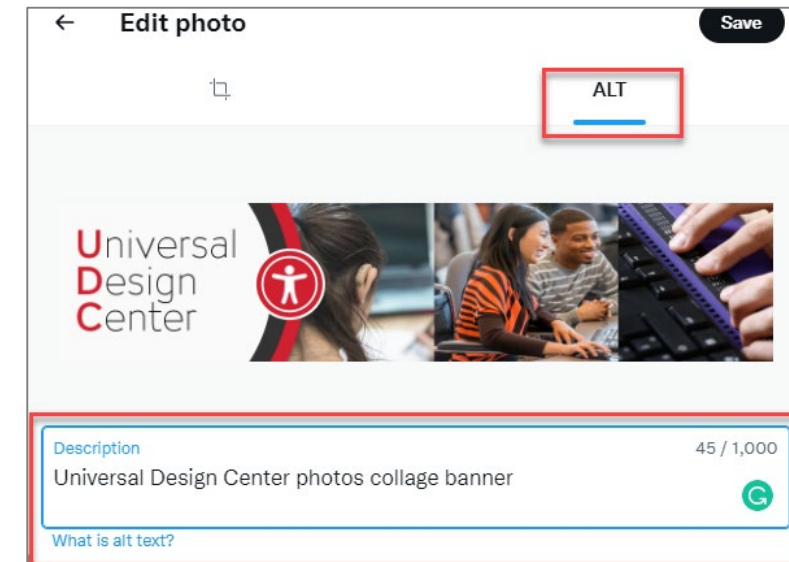 ← Edit photo Save
ALT
Universal
Design
Center
Description 45 / 1,000
Universal Design Center photos collage banner
What is alt text?